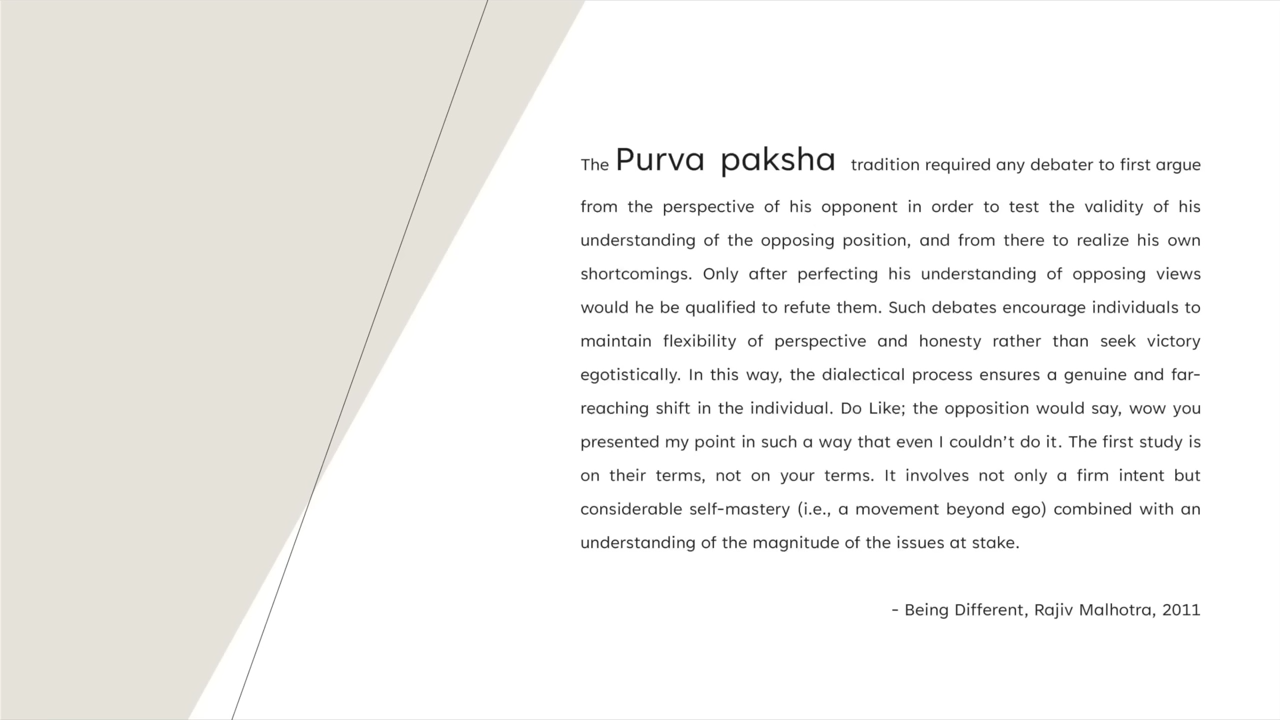 The Purva paksha tradition required any debater to first argue
from the perspective of his opponent in order to test the validity of his
understanding of the opposing position, and from there to realize his own
shortcomings. Only after perfecting his understanding of opposing views
would he be qualified to refute them. Such debates encourage individuals to
maintain flexibility of perspective and honesty rather than seek victory
egotistically. In this way, the dialectical process ensures a genuine and far-
reaching shift in the individual. Do Like; the opposition would say, wow you
presented my point in such a way that even I couldn't do it. The first study is
on their terms, not on your terms. It involves not only a firm intent but
considerable self-mastery (i.e., a movement beyond ego) combined with an
understanding of the magnitude of the issues at stake.
- Being Different, Rajiv Malhotra, 2011